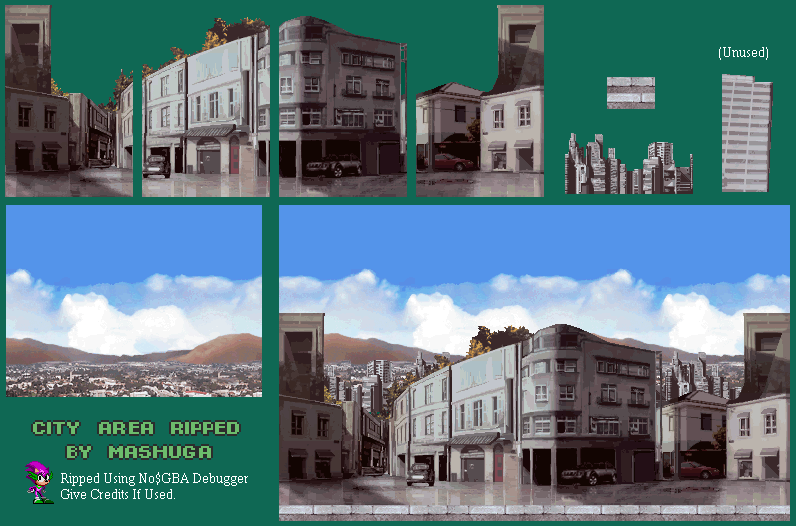 (Unused)
CITY AREA RIPPED
BY MASHUGA
Ripped Using No$GBA Debugger
Give Credits If Used.